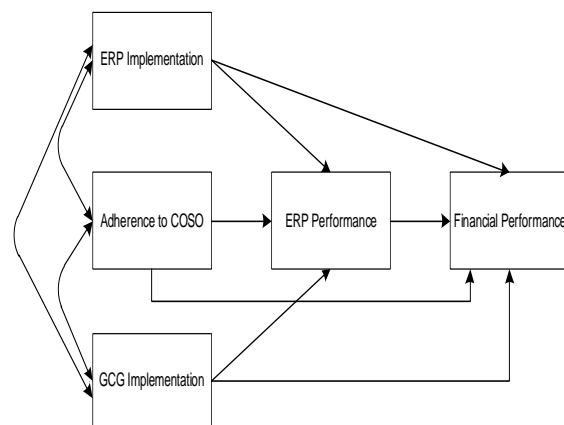 ERP Implementation
Adherence to COSO
ERP Performance
Financial Performance
GCG Implementation